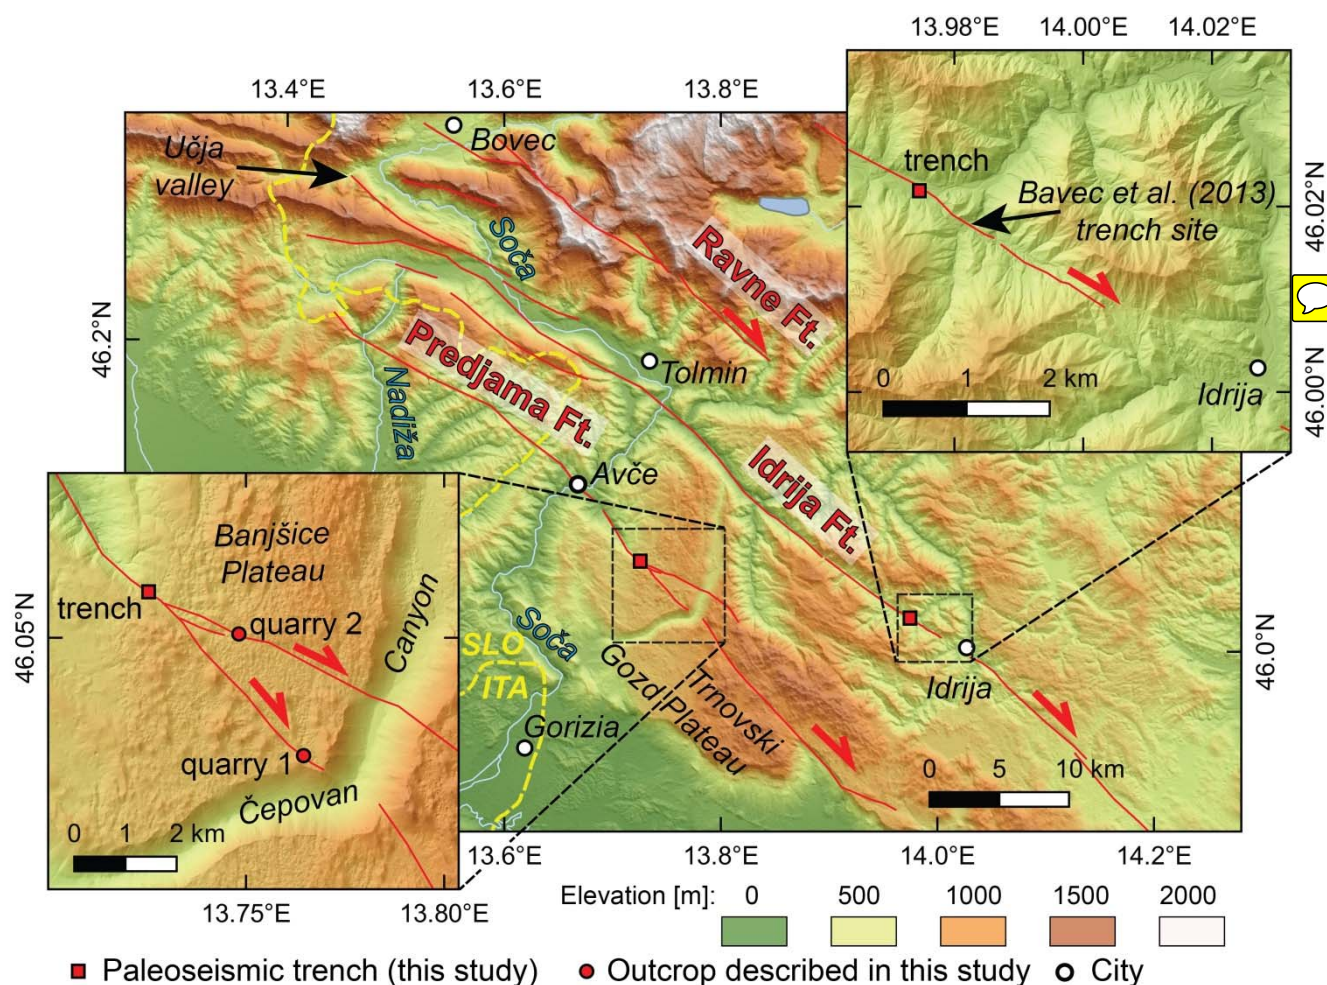 13.98°E 14.00°E 14.02°E
13.4°E 13.6°E 13.8°E
Učja
valley
Bovec
Soča
Ravne Ft.
trench
Bavec et al. (2013)
trench site
46.02°N
0 1 2 km
Idrija
46.00°N
46.2°N
Predjama Ft.
Tolmin
Nadiža
Avče
Idrija Ft.
Banjšice
Plateau
trench
quarry 2
Canyon
quarry 1
Čepovan
0 1 2 km
46.05°N
13.75°E 13.80°E
Soča
SLO
ITA
Gorizia
Trnovski
Gozd Plateau
Idrija
0 5 10 km
46.0°N
13.6°E 13.8°E 14.0°E 14.2°E
Elevation [m]: 0 500 1000 1500 2000
Paleoseismic trench (this study) Outcrop described in this study City